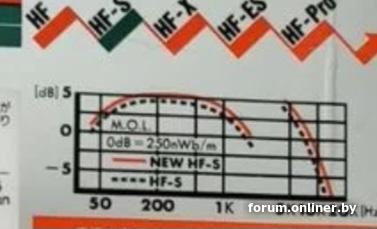 HF HF-S HF-X HF-ES HF-Pro
[dB] 5
0
-5
M.O.L.
0dB=250nWb/m
NEW HF-S
HF-S
50 200 1K
forum.onliner.by